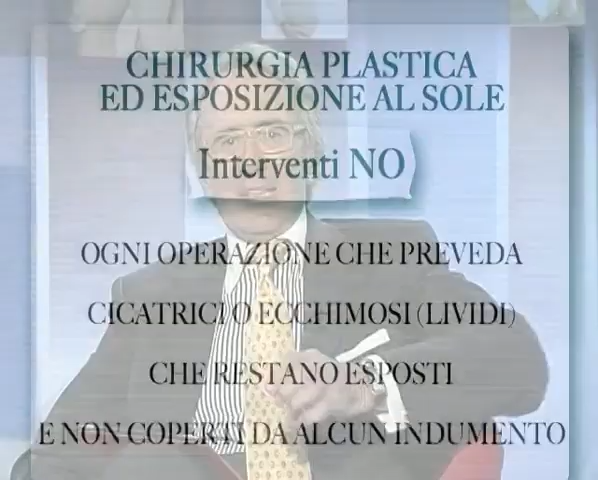 CHIRURGIA PLASTICA
ED ESPOSIZIONE AL SOLE
Interventi NO
OGNI OPERAZIONE CHE PREVEDA
CICATRICI O ECCHIMOSI (LIVIDI)
CHE RESTANO ESPOSTI
E NON COPERTI DA ALCUN INDUMENTO